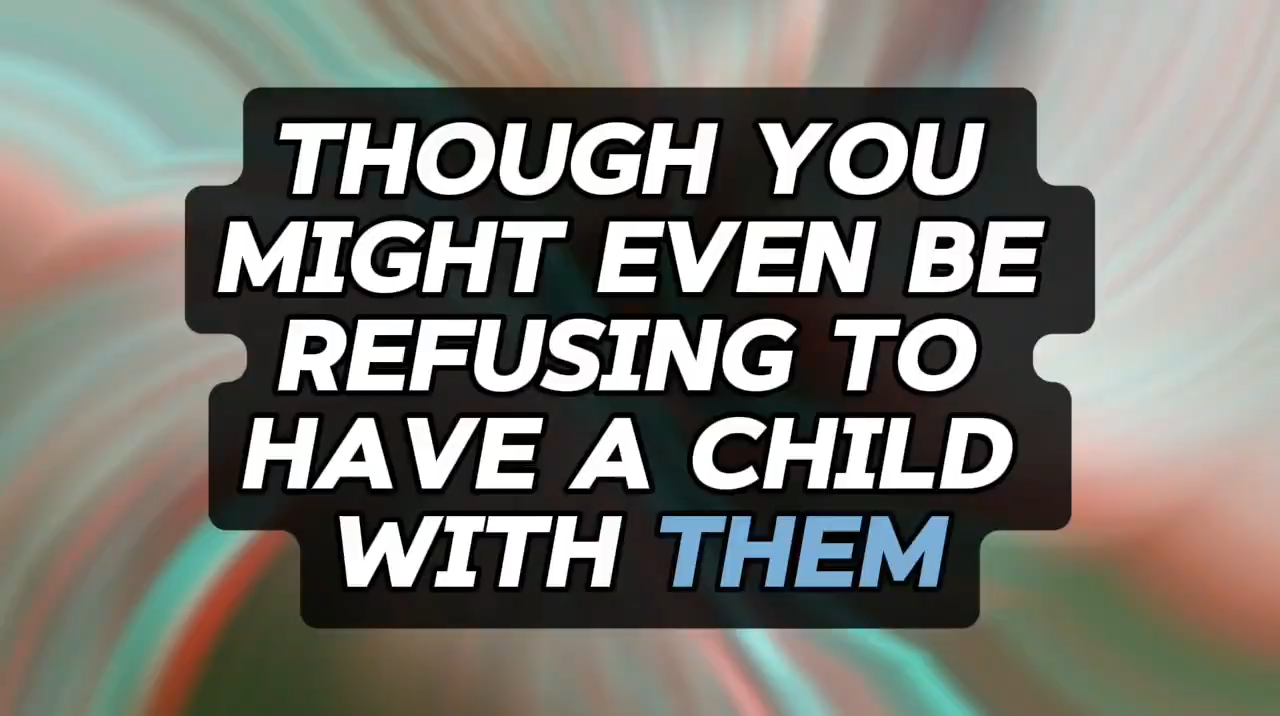 THOUGH YOU
MIGHT EVEN BE
REFUSING TO
HAVE A CHILD
WITH THEM